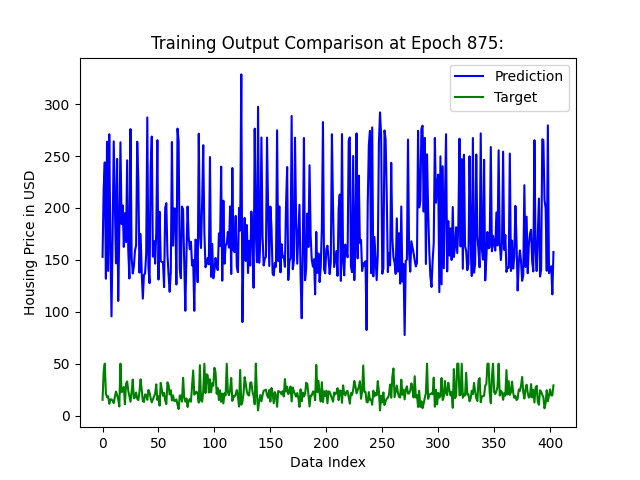 Training Output Comparison at Epoch 875:
Prediction
Target
Housing Price in USD
300
250
200
150
100
50
0
0 50 100 150 200 250 300 350 400
Data Index